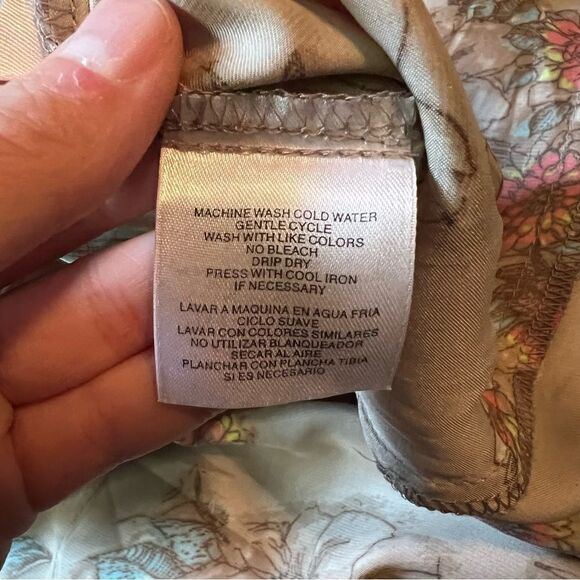 MACHINE WASH COLD WATER
GENTLE CYCLE
WASH WITH LIKE COLORS
NO BLEACH
DRIP DRY
PRESS WITH COOL IRON
IF NECESSARY
LAVAR A MAQUINA EN AGUA FRIA
CICLO SUAVE
LAVAR CON COLORES SIMILARES
NO UTILIZAR BLANQUEADOR
SECAR AL AIRE
PLANCHAR CON PLANCHA TIBIA
SI ES NECESARIO